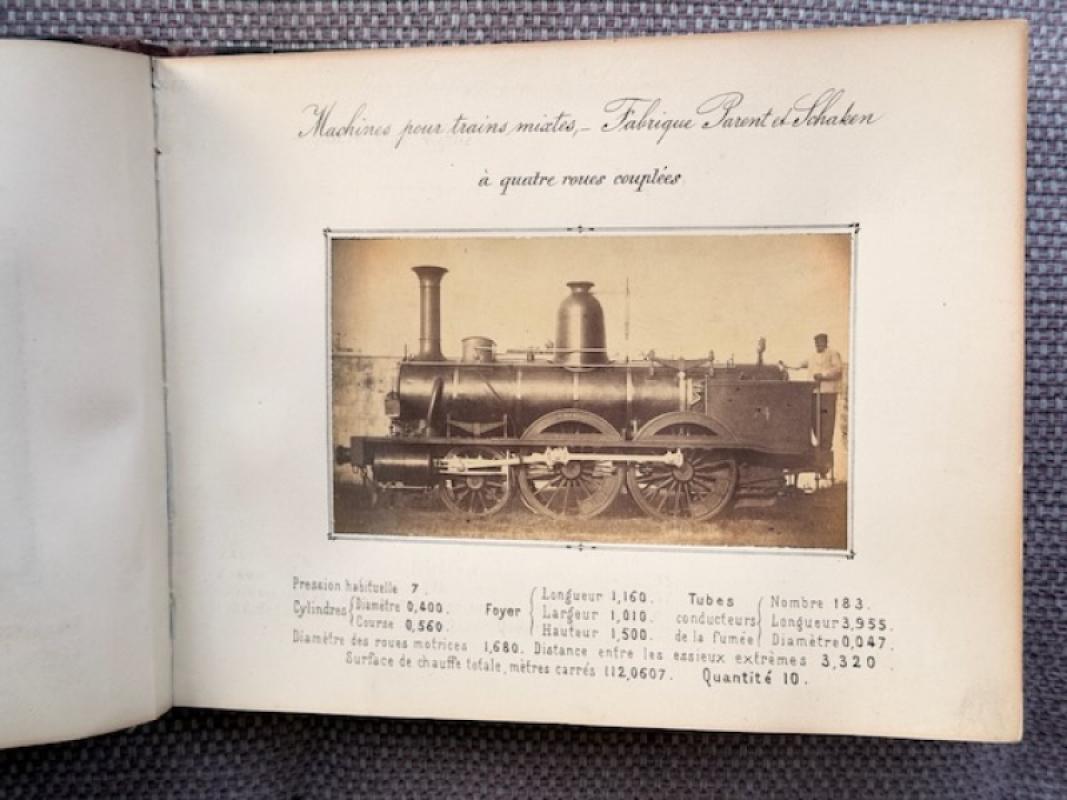 Machines pour trains mixtes,- Fabrique Parent et Schaken
à quatre roues couplées
Pression habituelle 7.
Cylindres { Diamètre 0,400.
Course 0,560.
Foyer { Longueur 1,160.
Largeur 1,010.
Hauteur 1,500.
Tubes conducteurs de la fumée { Nombre 183.
Longueur 3,955.
Diamètre 0,047.
Diamètre des roues motrices 1,680. Distance entre les essieux extrêmes 3,320.
Surface de chauffe totale, mètres carrés 112,0607. Quantité 10.